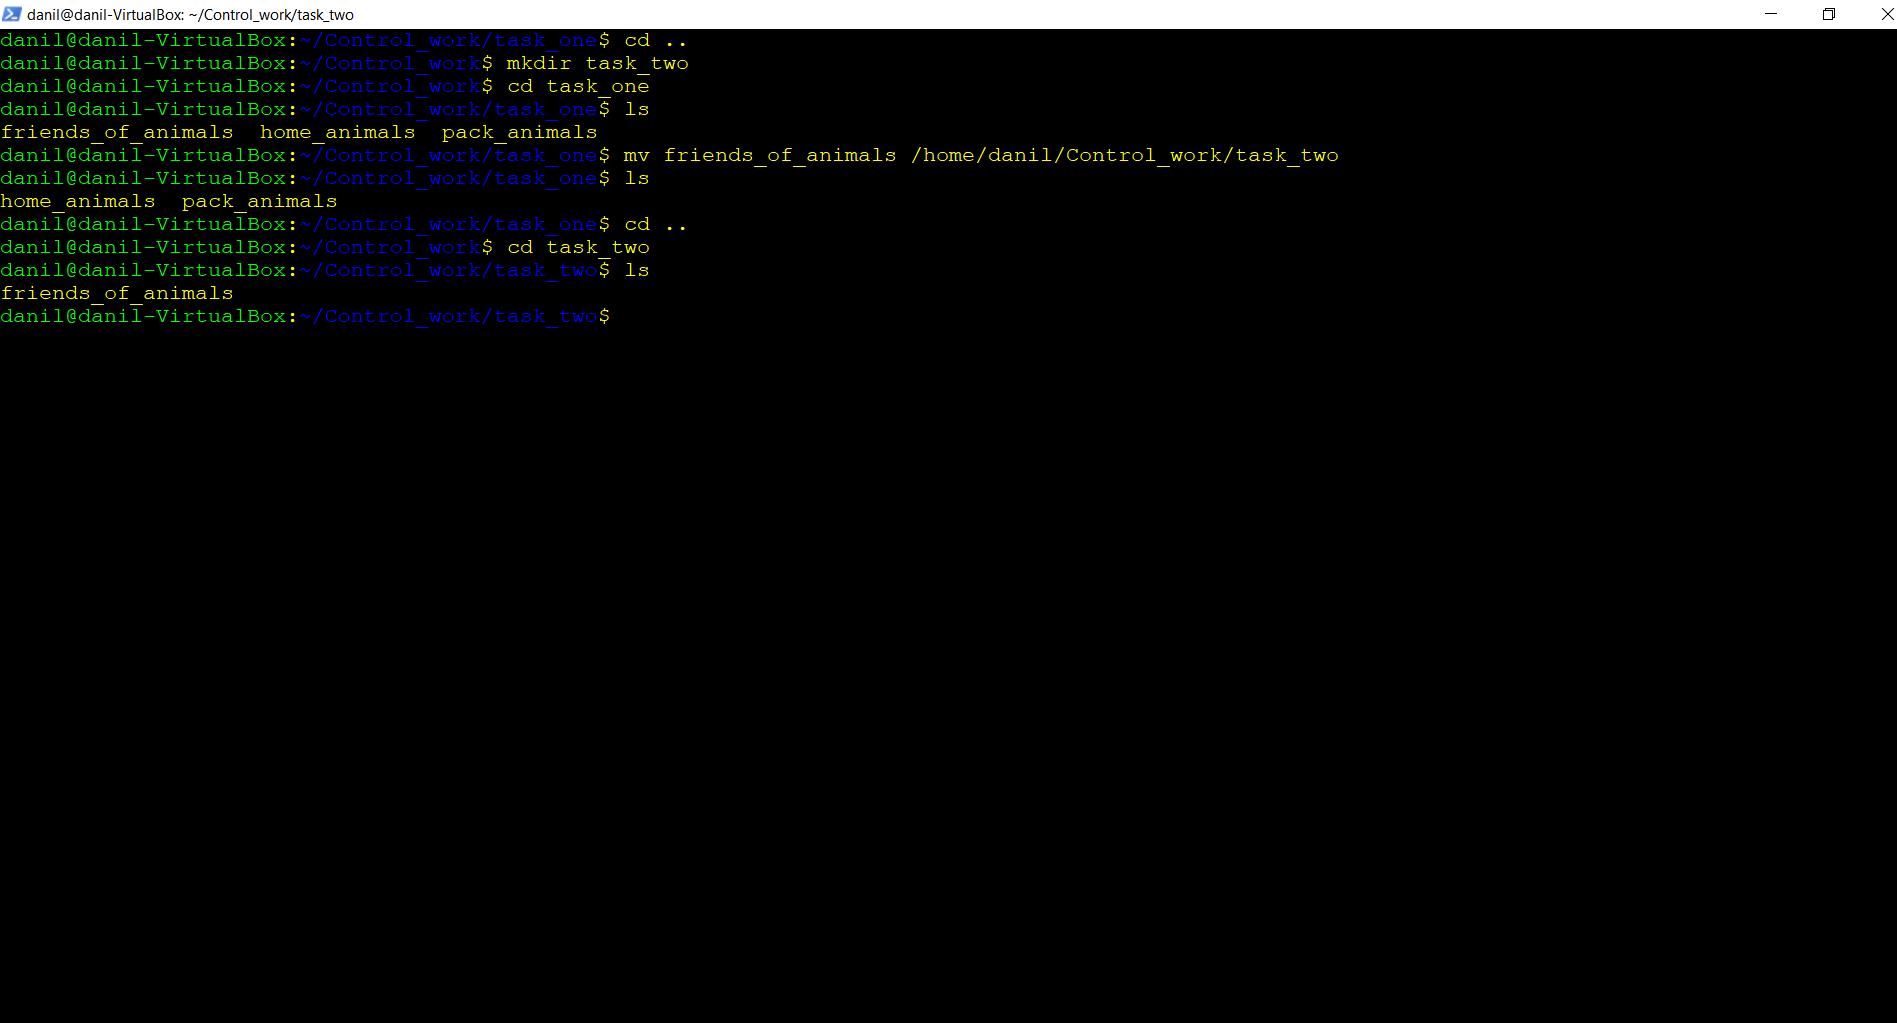 danil@danil-VirtualBox: ~/Control_work/task_two
danil@danil-VirtualBox:~/Control_work/task_one$ cd ..
danil@danil-VirtualBox:~/Control_work$ mkdir task_two
danil@danil-VirtualBox:~/Control_work$ cd task_one
danil@danil-VirtualBox:~/Control_work/task_one$ ls
friends_of_animals  home_animals  pack_animals
danil@danil-VirtualBox:~/Control_work/task_one$ mv friends_of_animals /home/danil/Control_work/task_two
danil@danil-VirtualBox:~/Control_work/task_one$ ls
home_animals  pack_animals
danil@danil-VirtualBox:~/Control_work/task_one$ cd ..
danil@danil-VirtualBox:~/Control_work$ cd task_two
danil@danil-VirtualBox:~/Control_work/task_two$ ls
friends_of_animals
danil@danil-VirtualBox:~/Control_work/task_two$